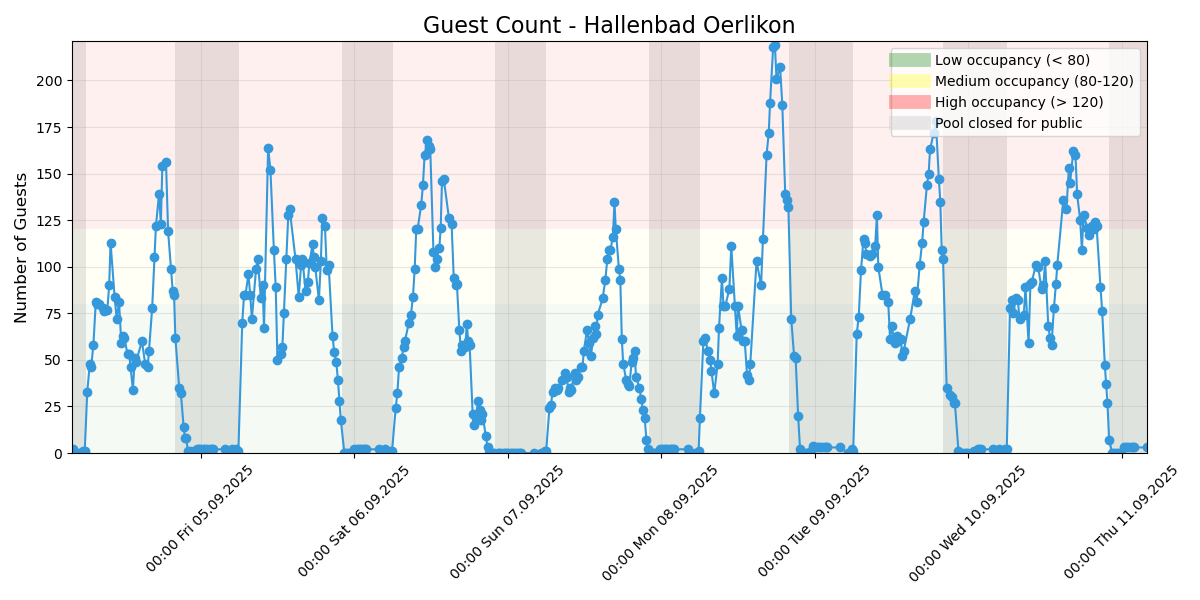 Guest Count - Hallenbad Oerlikon
Low occupancy (< 80)
Medium occupancy (80-120)
High occupancy (> 120)
Pool closed for public
Number of Guests
200
175
150
125
100
75
50
25
0
00:00 Fri 05.09.2025
00:00 Sat 06.09.2025
00:00 Sun 07.09.2025
00:00 Mon 08.09.2025
00:00 Tue 09.09.2025
00:00 Wed 10.09.2025
00:00 Thu 11.09.2025